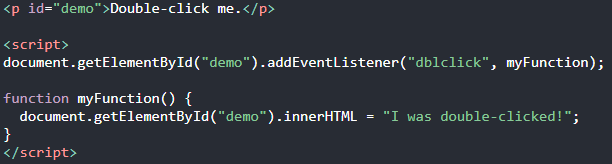 <p id="demo">Double-click me.</p>

<script>
document.getElementById("demo").addEventListener("dblclick", myFunction);

function myFunction() {
  document.getElementById("demo").innerHTML = "I was double-clicked!";
}
</script>